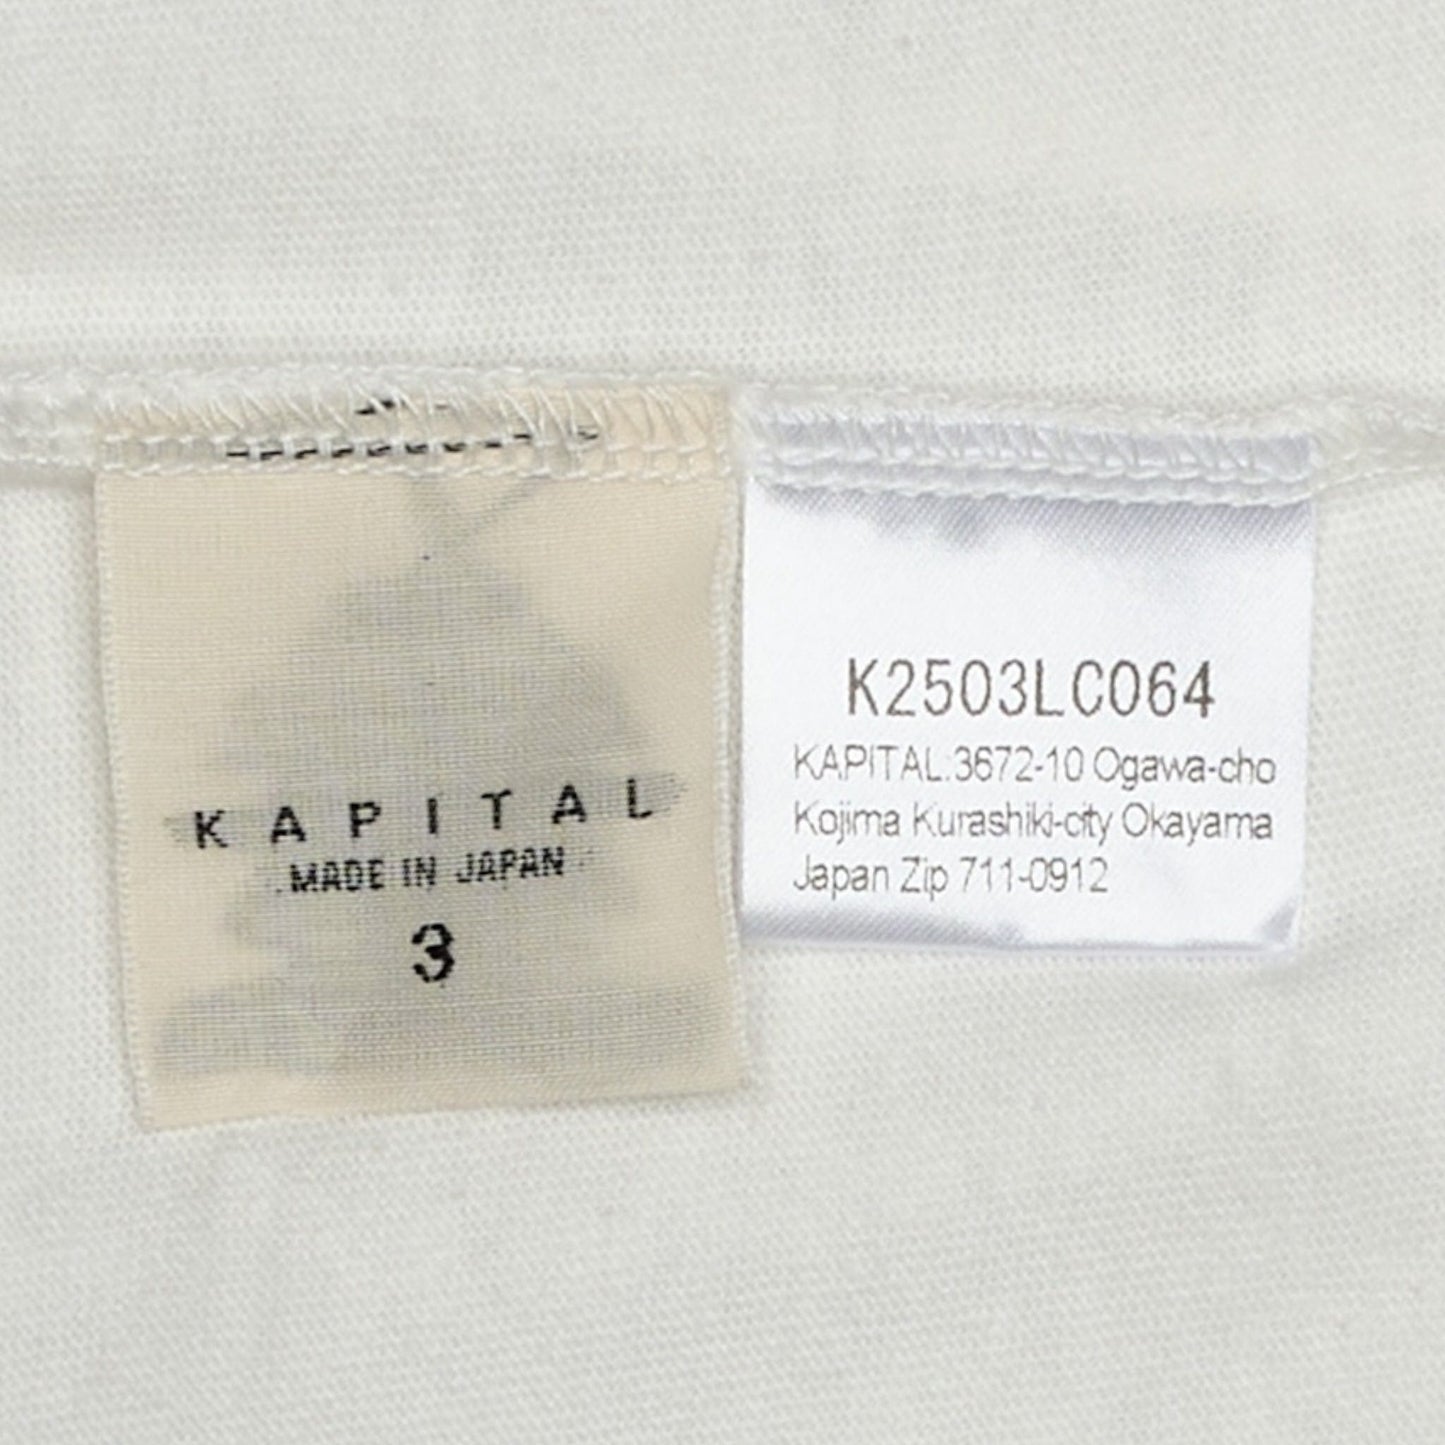 KAPITAL
MADE IN JAPAN
3
K2503LC064
KAPITAL.3672-10 Ogawa-cho
Kojima Kurashiki-city Okayama
Japan Zip 711-0912